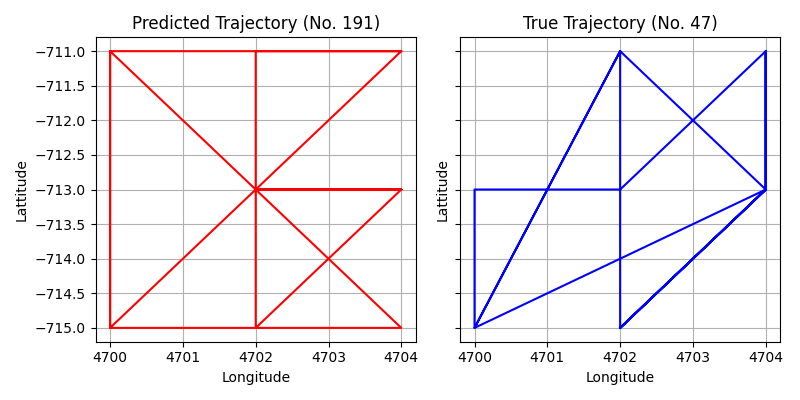 Predicted Trajectory (No. 191)
True Trajectory (No. 47)
−711.0
−711.5
−712.0
−712.5
−713.0
−713.5
−714.0
−714.5
−715.0
Lattitude
Lattitude
4700 4701 4702 4703 4704
4700 4701 4702 4703 4704
Longitude
Longitude